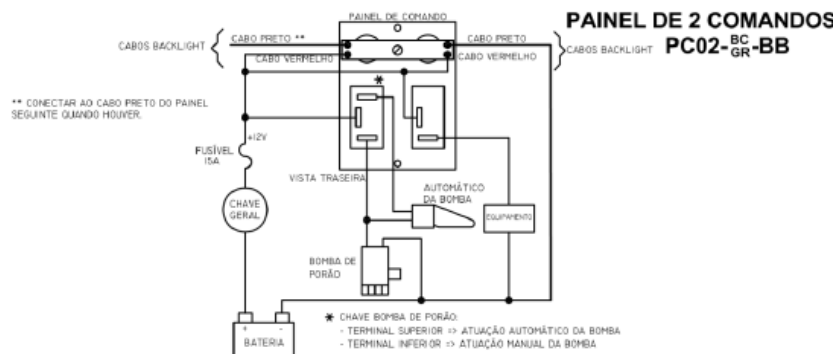 PAINEL DE COMANDO
PAINEL DE 2 COMANDOS
PC02-BC/GR-BB
CABOS BACKLIGHT
CABO PRETO **
CABO PRETO
CABOS BACKLIGHT
CABO VERMELHO
CABO VERMELHO
*
** CONECTAR AO CABO PRETO DO PAINEL
SEGUINTE QUANDO HOUVER.
+12V
FUSÍVEL
15A
VISTA TRASEIRA
CHAVE
GERAL
AUTOMÁTICO
DA BOMBA
EQUIPAMENTO
BOMBA DE
PORÃO
+ -
BATERIA
* CHAVE BOMBA DE PORÃO:
- TERMINAL SUPERIOR => ATUAÇÃO AUTOMÁTICO DA BOMBA
- TERMINAL INFERIOR => ATUAÇÃO MANUAL DA BOMBA